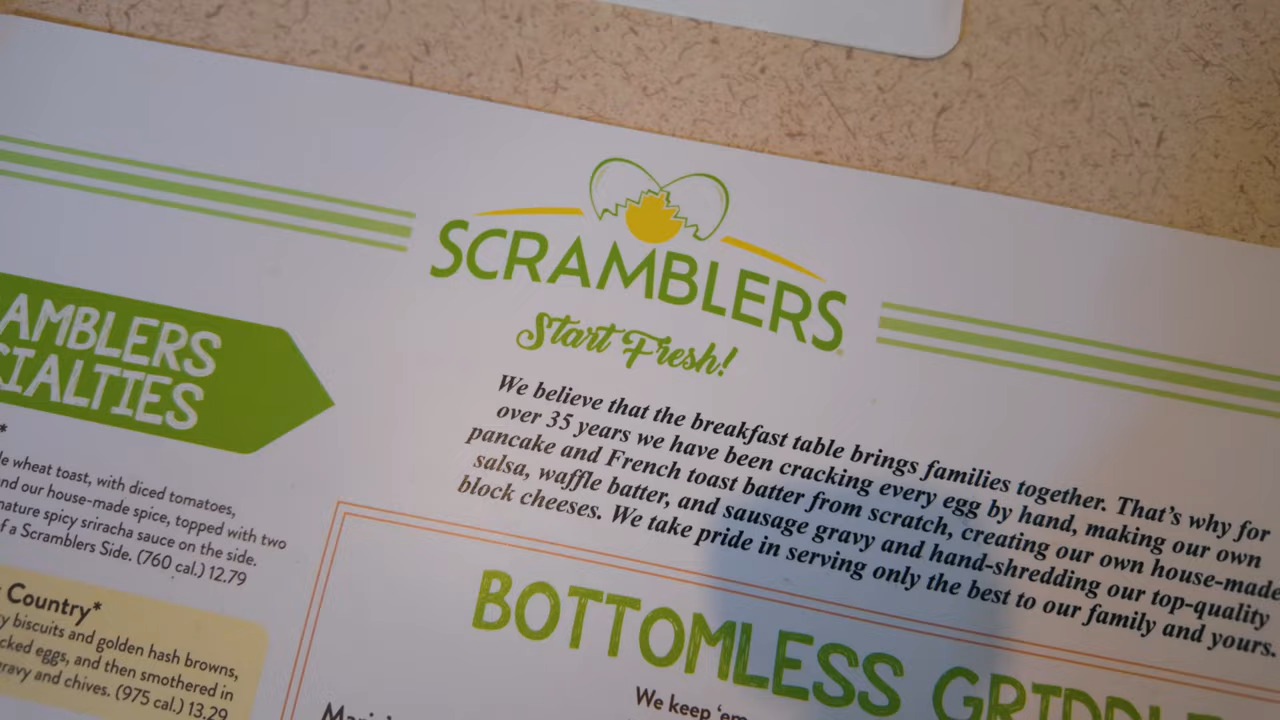 SCRAMBLERS
Start Fresh!
We believe that the breakfast table brings families together. That's why for
over 35 years we have been cracking every egg by hand, making our own
pancake and French toast batter from scratch, creating our own house-made
salsa, waffle batter, and sausage gravy and hand-shredding our top-quality
block cheeses. We take pride in serving only the best to our family and yours.
AMBLERS
CIALTIES
*
le wheat toast, with diced tomatoes,
nd our house-made spice, topped with two
nature spicy sriracha sauce on the side.
f a Scramblers Side. (760 cal.) 12.79
Country*
y biscuits and golden hash browns,
cked eggs, and then smothered in
gravy and chives. (975 cal.) 13.29
BOTTOMLESS GRIDDLE
We keep 'em